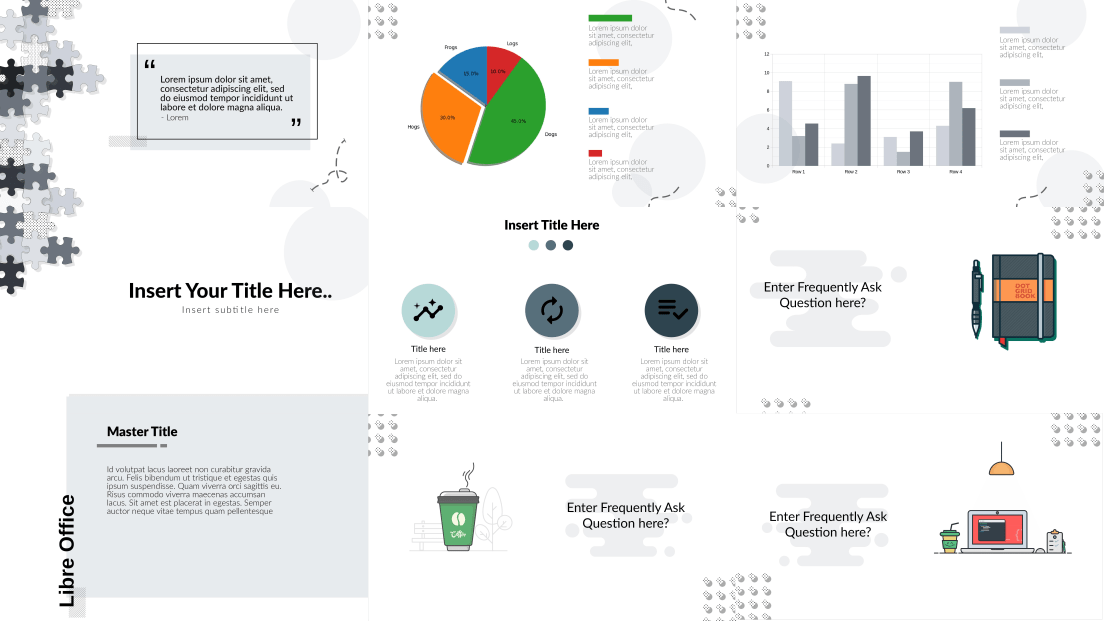 “
Lorem ipsum dolor sit amet,
consectetur adipiscing elit, sed
do eiusmod tempor incididunt ut
labore et dolore magna aliqua.
- Lorem
”
Insert Your Title Here..
Insert subtitle here
Frogs
Logs
Hogs
Dogs
15.0%
10.0%
30.0%
45.0%
Lorem ipsum dolor
sit amet, consectetur
adipiscing elit,
Lorem ipsum dolor
sit amet, consectetur
adipiscing elit,
Lorem ipsum dolor
sit amet, consectetur
adipiscing elit,
Lorem ipsum dolor
sit amet, consectetur
adipiscing elit,
12
10
8
6
4
2
0
Row 1
Row 2
Row 3
Row 4
Lorem ipsum dolor
sit amet, consectetur
adipiscing elit,
Lorem ipsum dolor
sit amet, consectetur
adipiscing elit,
Lorem ipsum dolor
sit amet, consectetur
adipiscing elit,
Insert Title Here
Title here
Lorem ipsum dolor sit
amet, consectetur
adipiscing elit, sed do
eiusmod tempor incididunt
ut labore et dolore magna
aliqua.
Title here
Lorem ipsum dolor sit
amet, consectetur
adipiscing elit, sed do
eiusmod tempor incididunt
ut labore et dolore magna
aliqua.
Title here
Lorem ipsum dolor sit
amet, consectetur
adipiscing elit, sed do
eiusmod tempor incididunt
ut labore et dolore magna
aliqua.
Enter Frequently Ask
Question here?
DOT
GRID
BOOK
Master Title
Id volutpat lacus laoreet non curabitur gravida
arcu. Felis bibendum ut tristique et egestas quis
ipsum suspendisse. Quam viverra orci sagittis eu.
Risus commodo viverra maecenas accumsan
lacus. Sit amet est placerat in egestas. Semper
auctor neque vitae tempus quam pellentesque
Libre Office
Enter Frequently Ask
Question here?
Enter Frequently Ask
Question here?